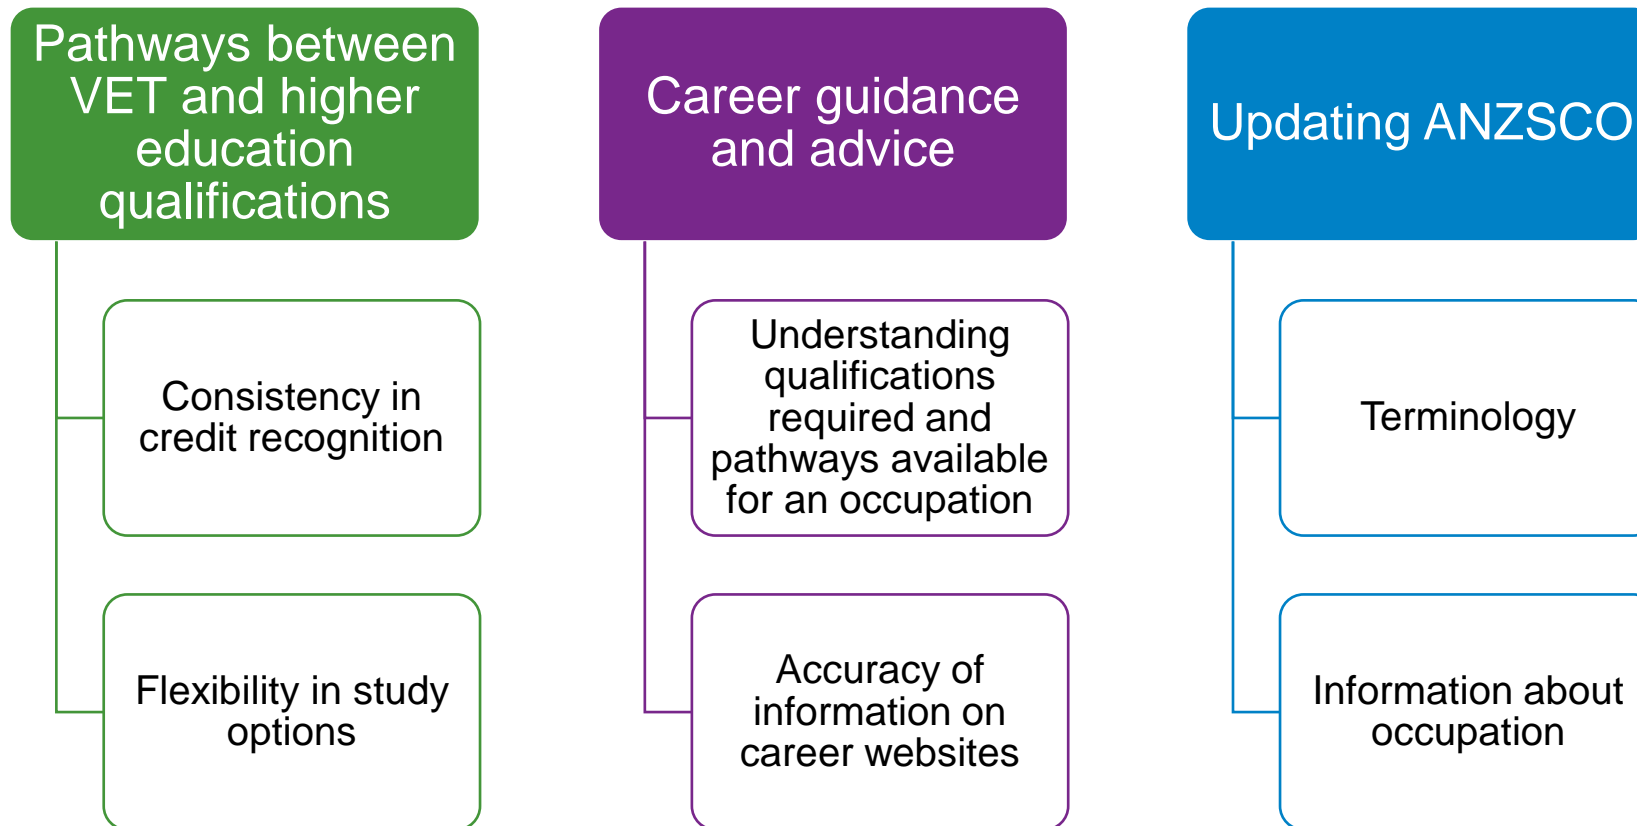 Pathways between
VET and higher
education
qualifications
Consistency in
credit recognition
Flexibility in study
options
Career guidance
and advice
Understanding
qualifications
required and
pathways available
for an occupation
Accuracy of
information on
career websites
Updating ANZSCO
Terminology
Information about
occupation